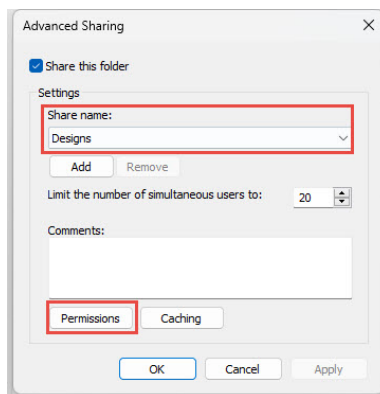 Advanced Sharing
Share this folder
Settings
Share name:
Designs
Add Remove
Limit the number of simultaneous users to: 20
Comments:
Permissions Caching
OK Cancel Apply